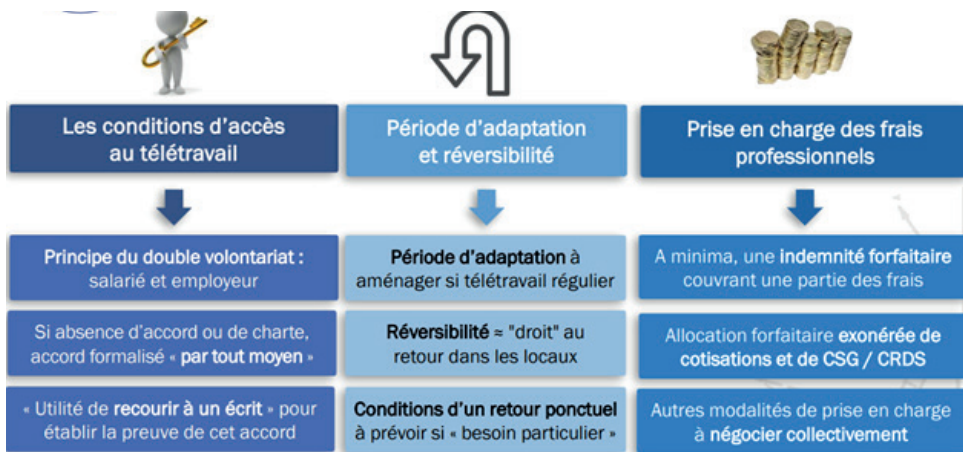 Les conditions d’accès
au télétravail
Principe du double volontariat :
salarié et employeur
Si absence d’accord ou de charte,
accord formalisé « par tout moyen »
« Utilité de recourir à un écrit » pour
établir la preuve de cet accord
Période d’adaptation
et réversibilité
Période d’adaptation à
aménager si télétravail régulier
Réversibilité ≈ "droit" au
retour dans les locaux
Conditions d’un retour ponctuel
à prévoir si « besoin particulier »
Prise en charge des frais
professionnels
A minima, une indemnité forfaitaire
couvrant une partie des frais
Allocation forfaitaire exonérée de
cotisations et de CSG / CRDS
Autres modalités de prise en charge
à négocier collectivement